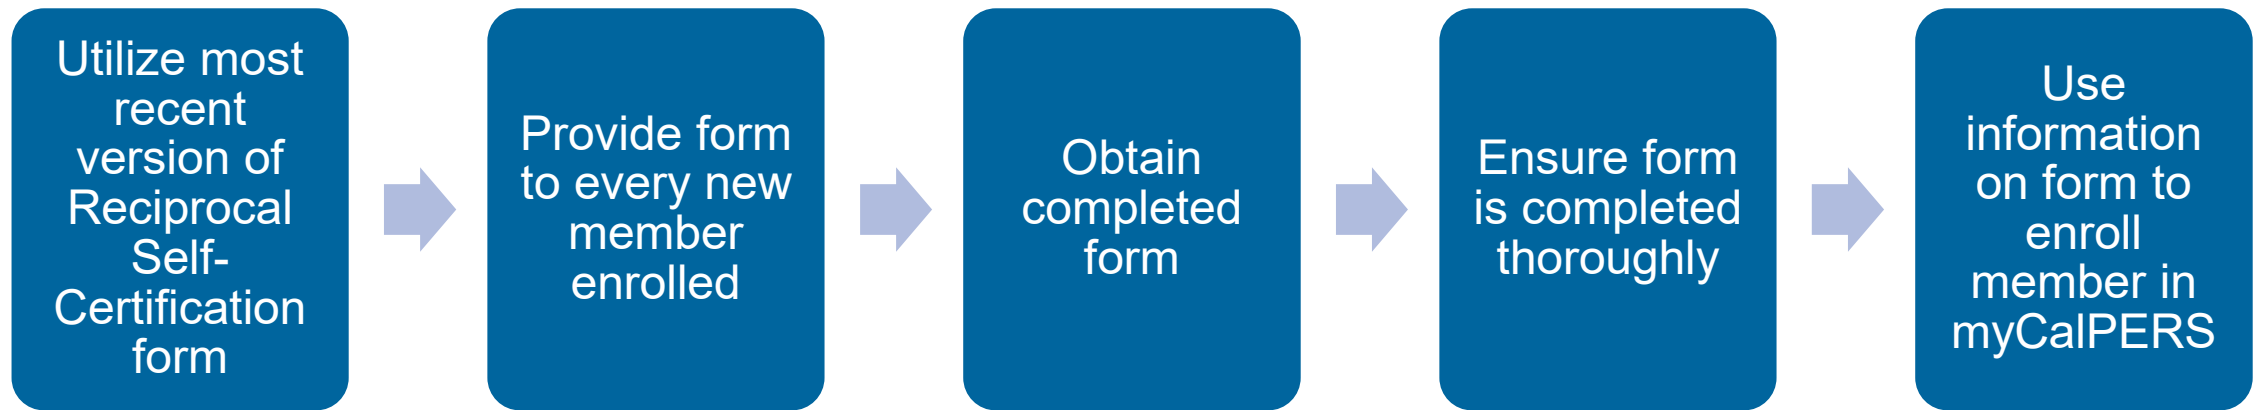 Utilize most
recent
version of
Reciprocal
Self-
Certification
form
Provide form
to every new
member
enrolled
Obtain
completed
form
Ensure form
is completed
thoroughly
Use
information
on form to
enroll
member in
myCalPERS